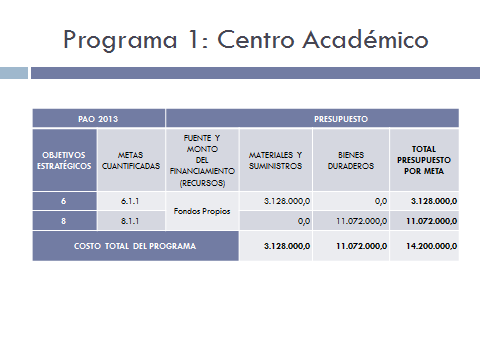 Programa 1: Centro Académico
PAO 2013 PRESUPUESTO
OBJETIVOS
ESTRATÉGICOS
METAS
CUANTIFICADAS
FUENTE Y
MONTO
DEL
FINANCIAMIENTO
(RECURSOS)
MATERIALES Y
SUMINISTROS
BIENES
DURADEROS
TOTAL
PRESUPUESTO
POR META
6 6.1.1 Fondos Propios 3.128.000,0 0,0 3.128.000,0
8 8.1.1 0,0 11.072.000,0 11.072.000,0
COSTO TOTAL DEL PROGRAMA 3.128.000,0 11.072.000,0 14.200.000,0